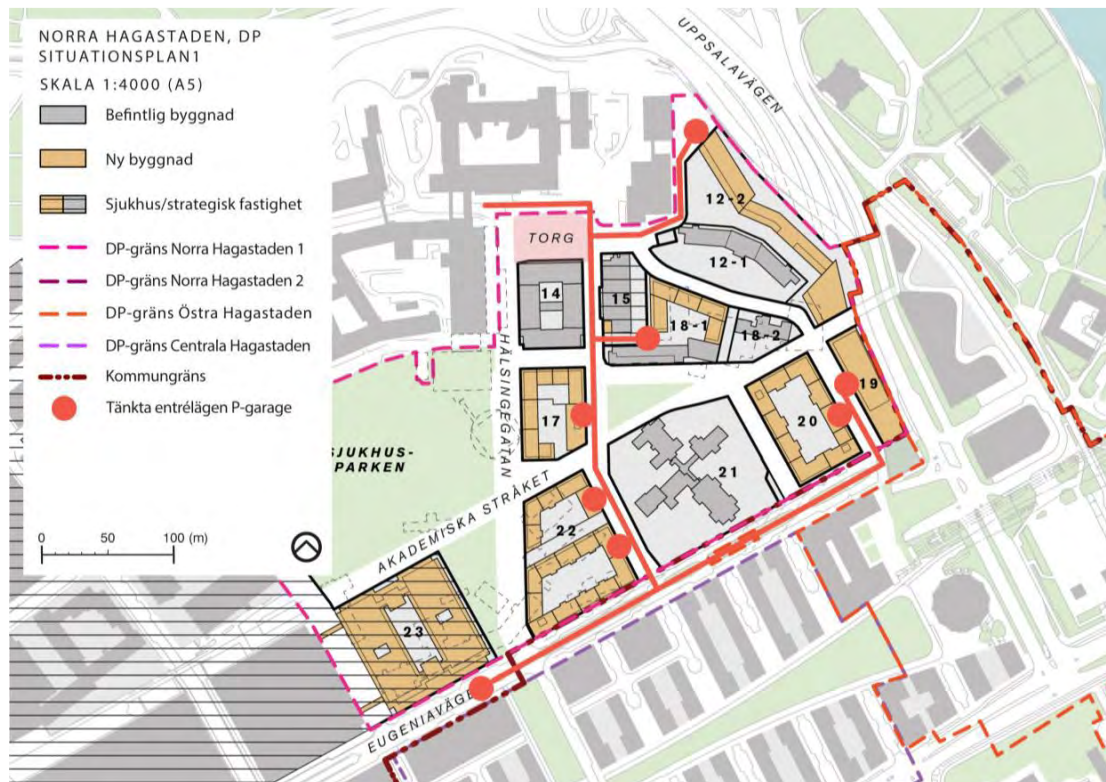 NORRA HAGASTADEN, DP
SITUATIONSPLAN1
SKALA 1:4000 (A5)
Befintlig byggnad
Ny byggnad
Sjukhus/strategisk fastighet
DP-gräns Norra Hagastaden 1
DP-gräns Norra Hagastaden 2
DP-gräns Östra Hagastaden
DP-gräns Centrala Hagastaden
Kommungräns
Tänkta entrélägen P-garage
0 50 100 (m)
UPPSALAVÄGEN
12-2
TORG
12-1
14
15
18-1
18-2
HÄLSINGEGATAN
19
17
20
SJUKHUS-
PARKEN
21
AKADEMISKA STRÅKET
22
23
EUGENIAVÄGEN